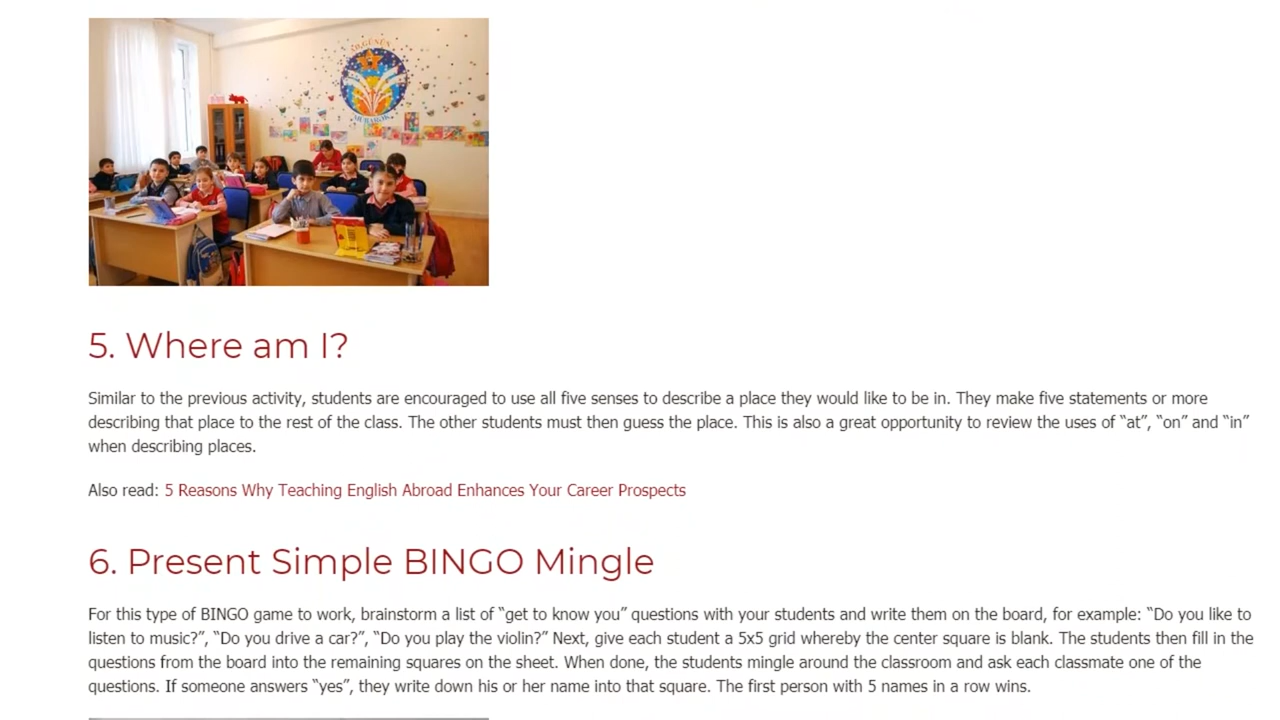 5. Where am I?
Similar to the previous activity, students are encouraged to use all five senses to describe a place they would like to be in. They make five statements or more
describing that place to the rest of the class. The other students must then guess the place. This is also a great opportunity to review the uses of “at”, “on” and “in”
when describing places.
Also read: 5 Reasons Why Teaching English Abroad Enhances Your Career Prospects
6. Present Simple BINGO Mingle
For this type of BINGO game to work, brainstorm a list of “get to know you” questions with your students and write them on the board, for example: “Do you like to
listen to music?”, “Do you drive a car?”, “Do you play the violin?” Next, give each student a 5x5 grid whereby the center square is blank. The students then fill in the
questions from the board into the remaining squares on the sheet. When done, the students mingle around the classroom and ask each classmate one of the
questions. If someone answers “yes”, they write down his or her name into that square. The first person with 5 names in a row wins.